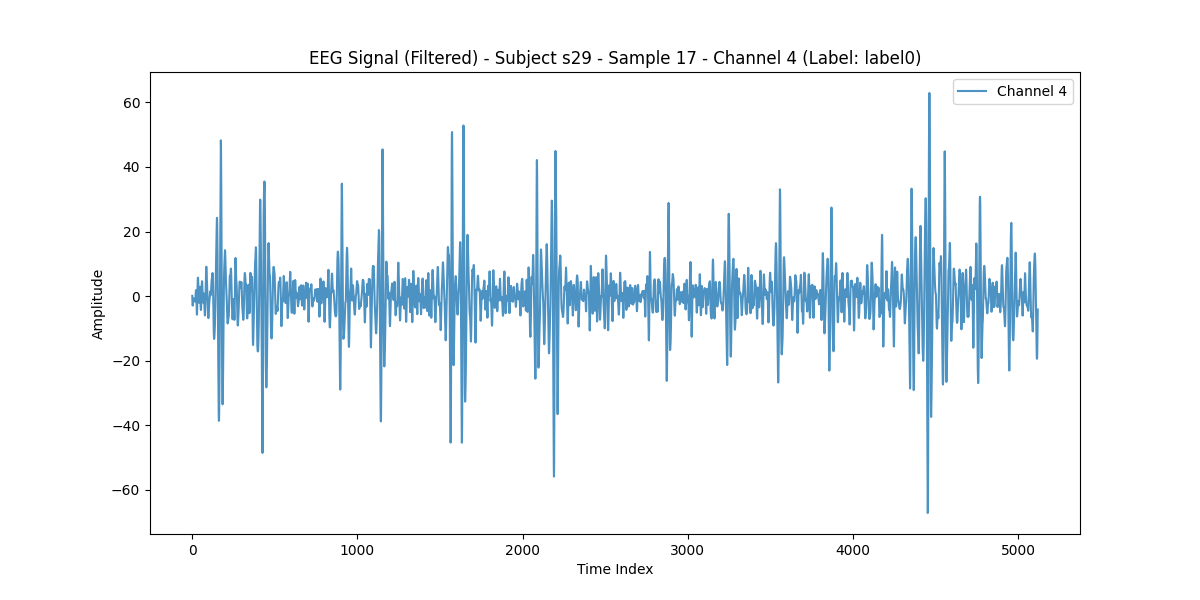 EEG Signal (Filtered) - Subject s29 - Sample 17 - Channel 4 (Label: label0)
Channel 4
60
40
20
0
−20
−40
−60
Amplitude
0 1000 2000 3000 4000 5000
Time Index